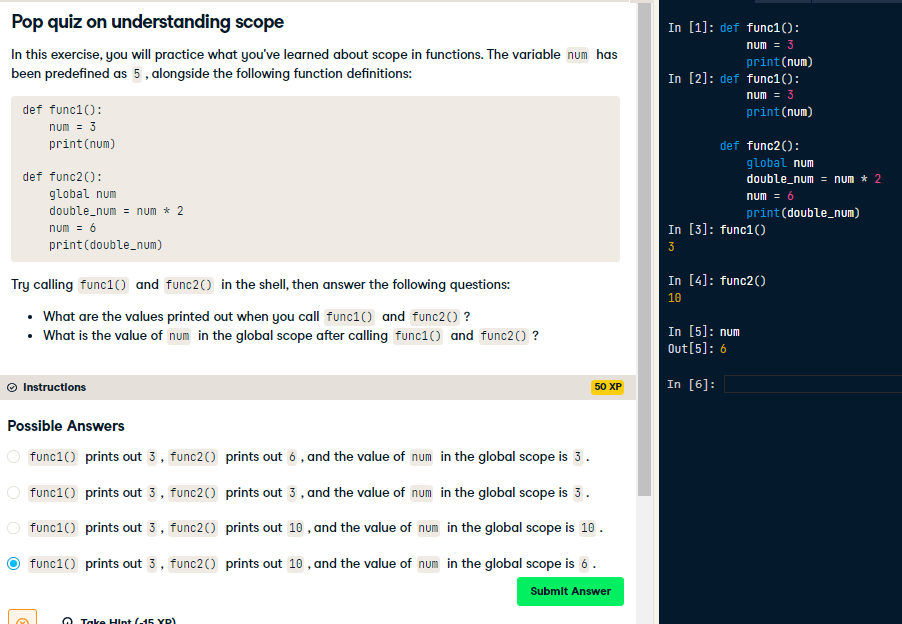 Pop quiz on understanding scope
In this exercise, you will practice what you've learned about scope in functions. The variable num has
been predefined as 5 , alongside the following function definitions:
def func1():
    num = 3
    print(num)
def func2():
    global num
    double_num = num * 2
    num = 6
    print(double_num)
Try calling func1() and func2() in the shell, then answer the following questions:
• What are the values printed out when you call func1() and func2() ?
• What is the value of num in the global scope after calling func1() and func2() ?
Instructions
50 XP
Possible Answers
func1() prints out 3 , func2() prints out 6 , and the value of num in the global scope is 3 .
func1() prints out 3 , func2() prints out 3 , and the value of num in the global scope is 3 .
func1() prints out 3 , func2() prints out 10 , and the value of num in the global scope is 10 .
func1() prints out 3 , func2() prints out 10 , and the value of num in the global scope is 6 .
Submit Answer
Take Hint (-15 XP)
In [1]: def func1():
            num = 3
            print(num)
In [2]: def func1():
            num = 3
            print(num)
        def func2():
            global num
            double_num = num * 2
            num = 6
            print(double_num)
In [3]: func1()
3
In [4]: func2()
10
In [5]: num
Out[5]: 6
In [6]: